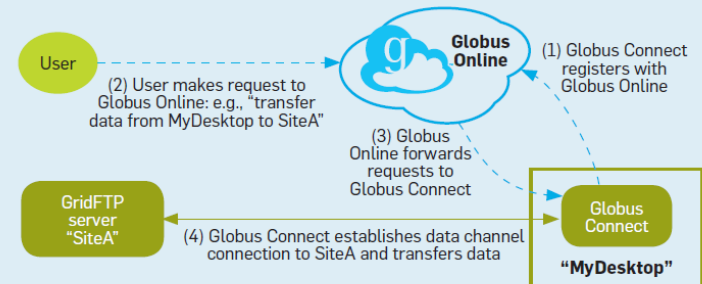 User
g
Globus
Online
(1) Globus Connect
registers with
Globus Online
(2) User makes request to
Globus Online: e.g., “transfer
data from MyDesktop to SiteA”
(3) Globus
Online forwards
requests to
Globus Connect
GridFTP
server
“SiteA”
(4) Globus Connect establishes data channel
connection to SiteA and transfers data
Globus
Connect
“MyDesktop”